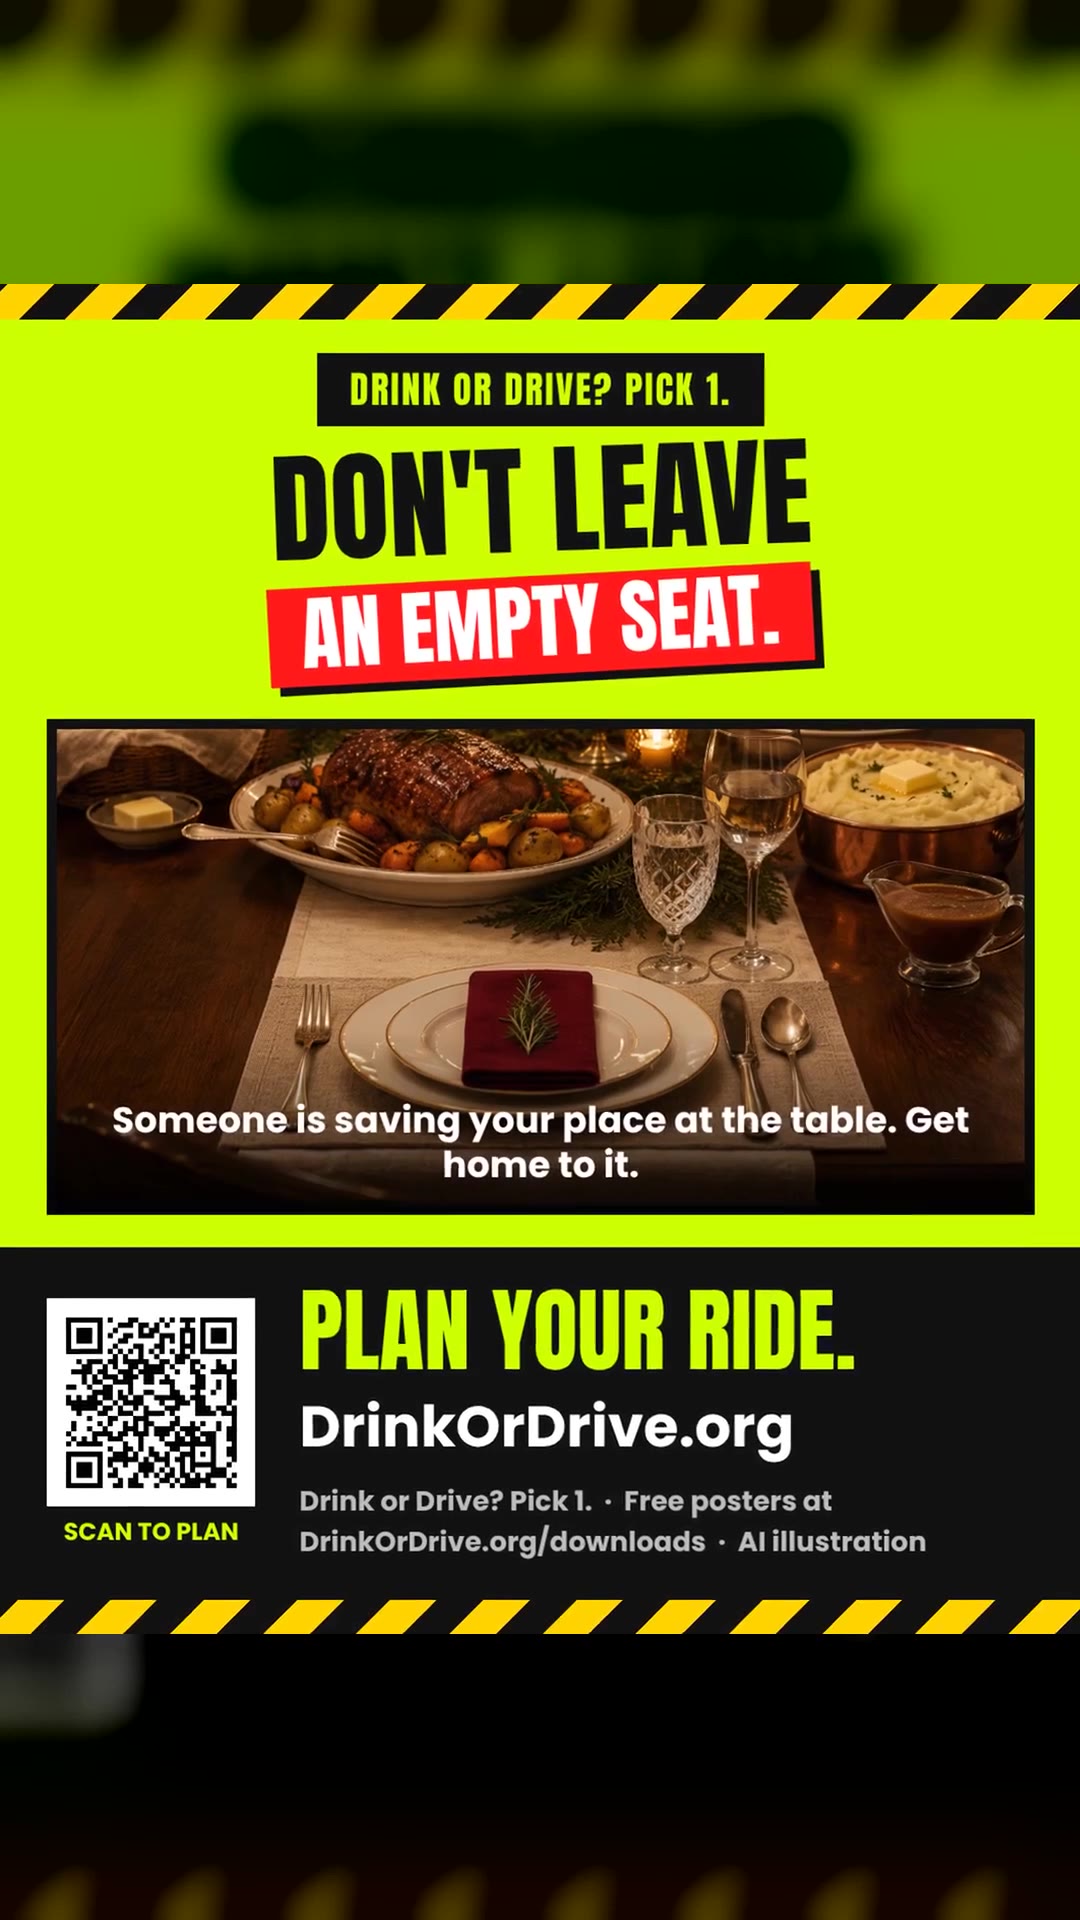 DRINK OR DRIVE? PICK 1.
DON'T LEAVE
AN EMPTY SEAT.
Someone is saving your place at the table. Get
home to it.
PLAN YOUR RIDE.
DrinkOrDrive.org
Drink or Drive? Pick 1. · Free posters at
DrinkOrDrive.org/downloads · AI illustration
SCAN TO PLAN